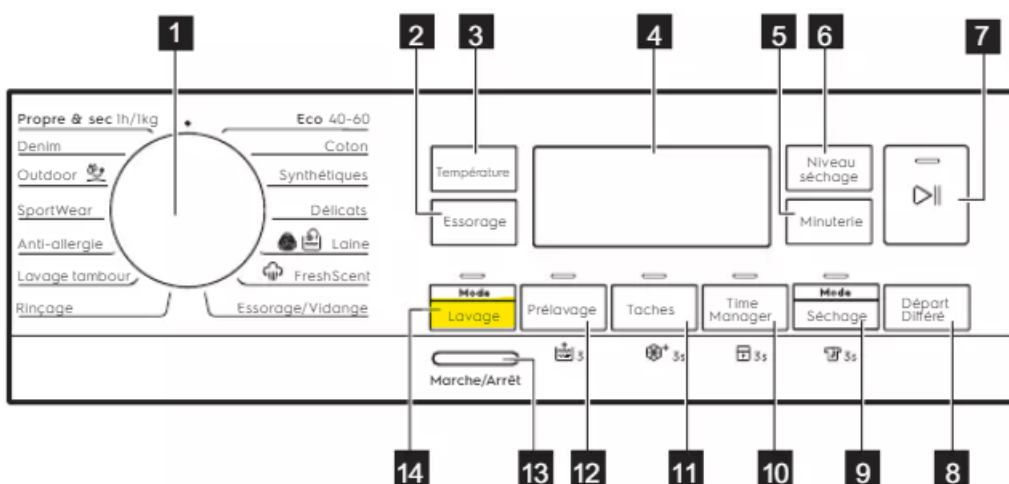 1
2
3
4
5
6
7
Propre & sec 1h/1kg
Denim
Outdoor
SportWear
Anti-allergie
Lavage tambour
Rinçage
Eco 40-60
Coton
Synthétiques
Délicats
Laine
FreshScent
Essorage/Vidange
Température
Essorage
Niveau
séchage
Minuterie
Mode
Lavage
Prélavage
Taches
Time
Manager
Mode
Séchage
Départ
Différé
3
3s
3s
3s
Marche/Arrêt
14
13
12
11
10
9
8